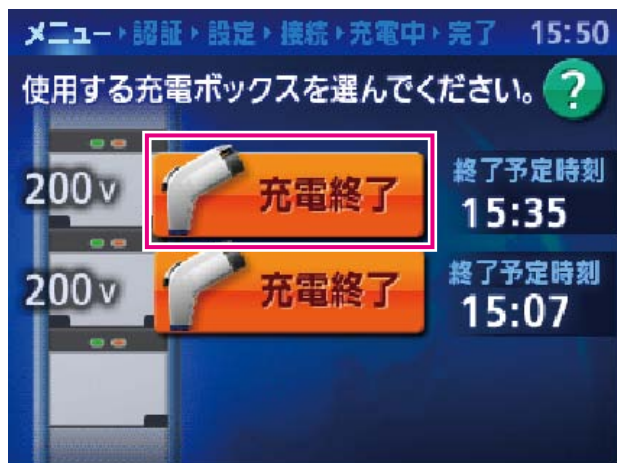 メニュー▸認証▸設定▸接続▸充電中▸完了 15:50
使用する充電ボックスを選んでください。?
200v 充電終了 終了予定時刻 15:35
200v 充電終了 終了予定時刻 15:07